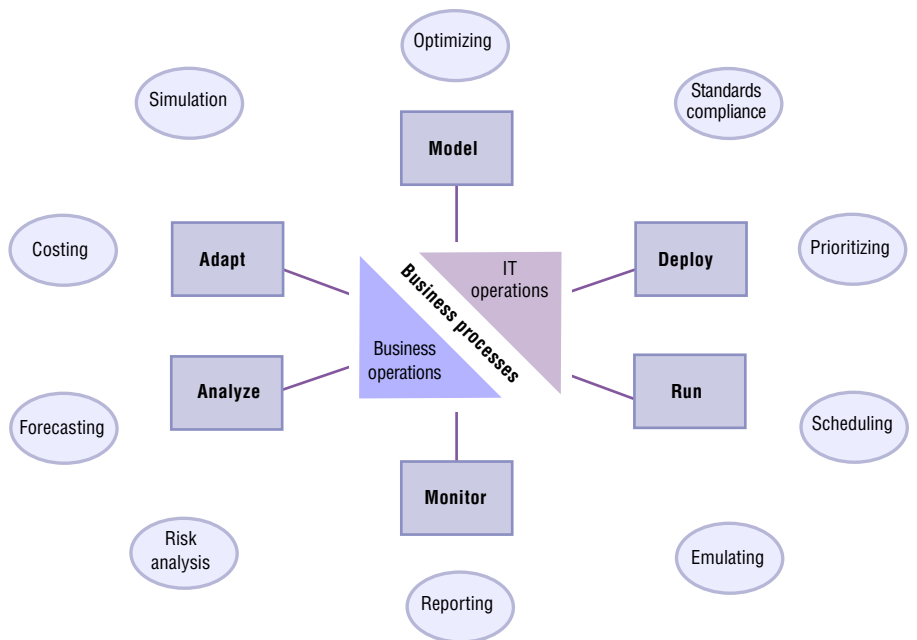 Optimizing
Simulation
Standards
compliance
Model
Costing
Adapt
IT
operations
Business processes
Deploy
Prioritizing
Business
operations
Forecasting
Analyze
Run
Scheduling
Monitor
Risk
analysis
Emulating
Reporting